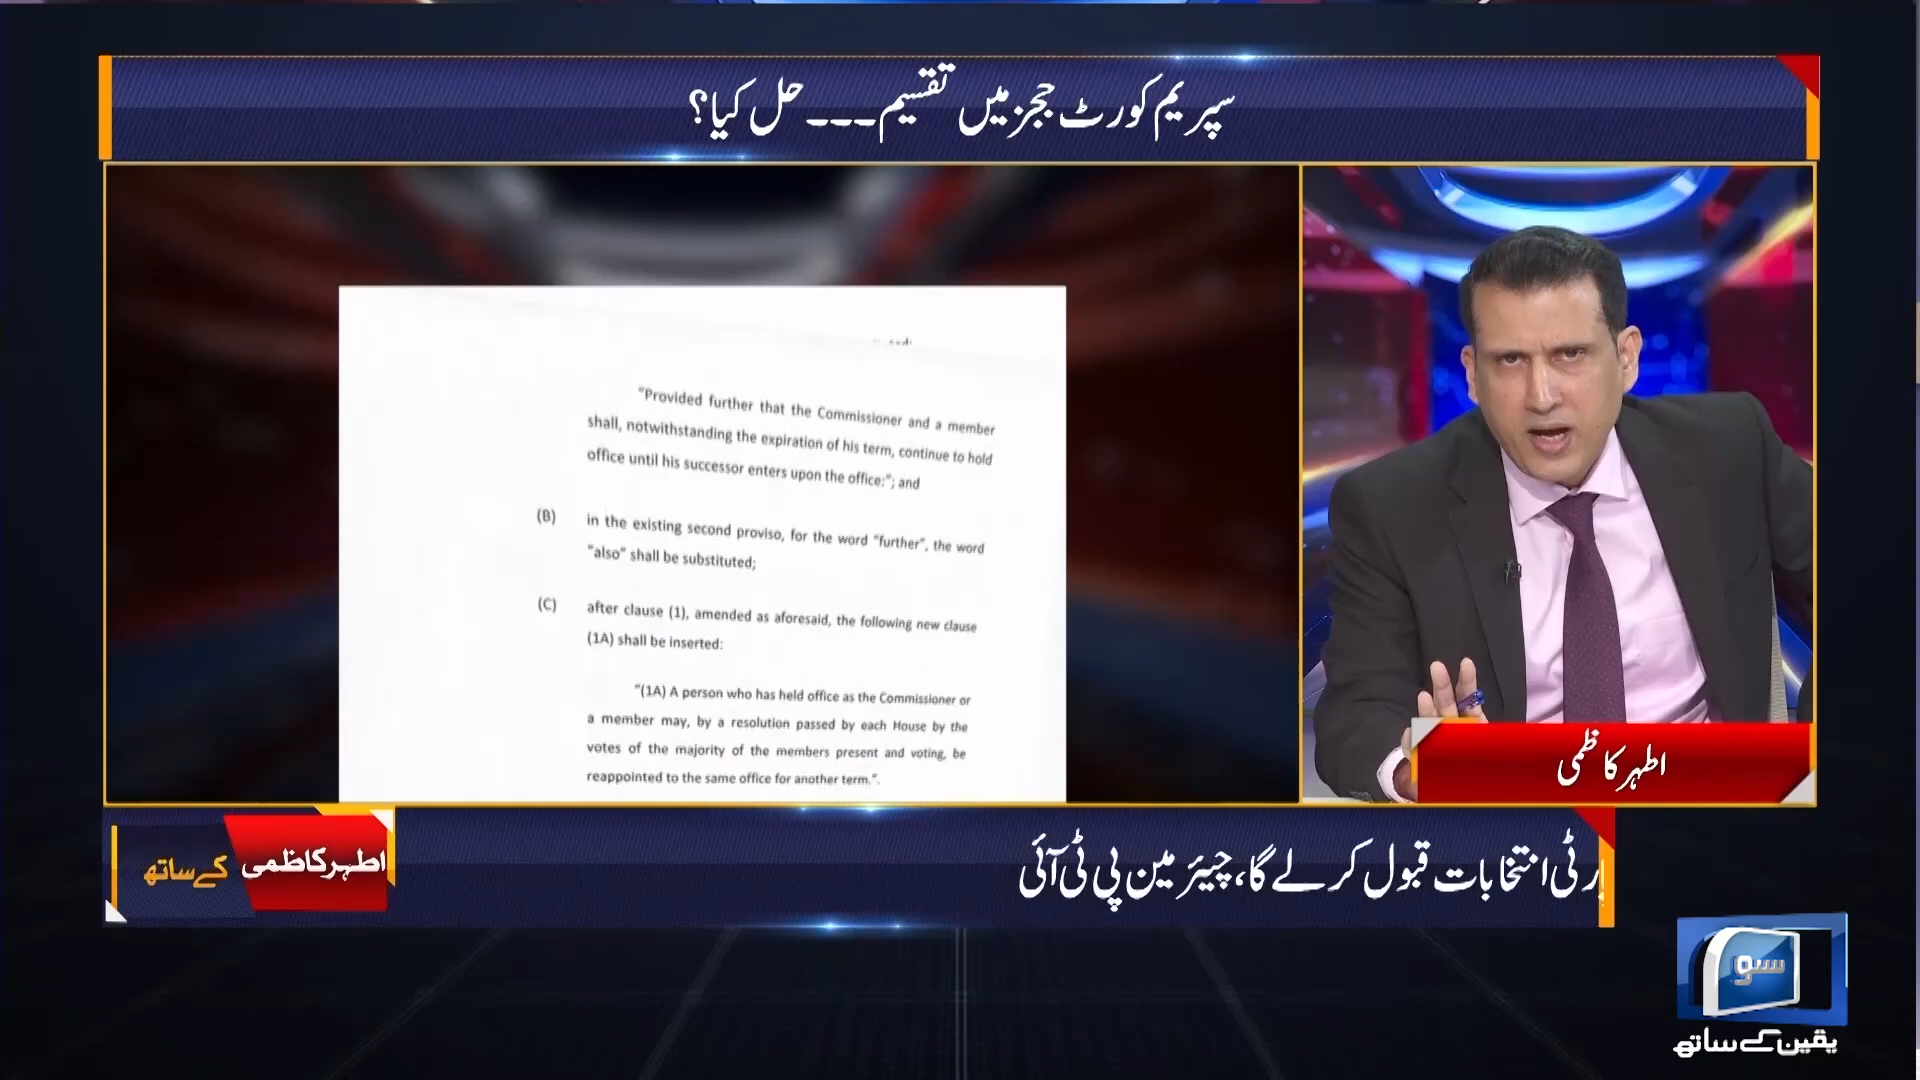 سپریم کورٹ ججز میں تقسیم۔۔۔حل کیا؟
"Provided further that the Commissioner and a member
shall, notwithstanding the expiration of his term, continue to hold
office until his successor enters upon the office:"; and
(B) in the existing second proviso, for the word "further", the word
"also" shall be substituted;
(C) after clause (1), amended as aforesaid, the following new clause
(1A) shall be inserted:
"(1A) A person who has held office as the Commissioner or
a member may, by a resolution passed by each House by the
votes of the majority of the members present and voting, be
reappointed to the same office for another term.".
اطہر کاظمی
انتخابات قبول کرلے گا، چیئرمین پی ٹی آئی
اطہر کاظمی کے ساتھ
سنو
یقین کے ساتھ